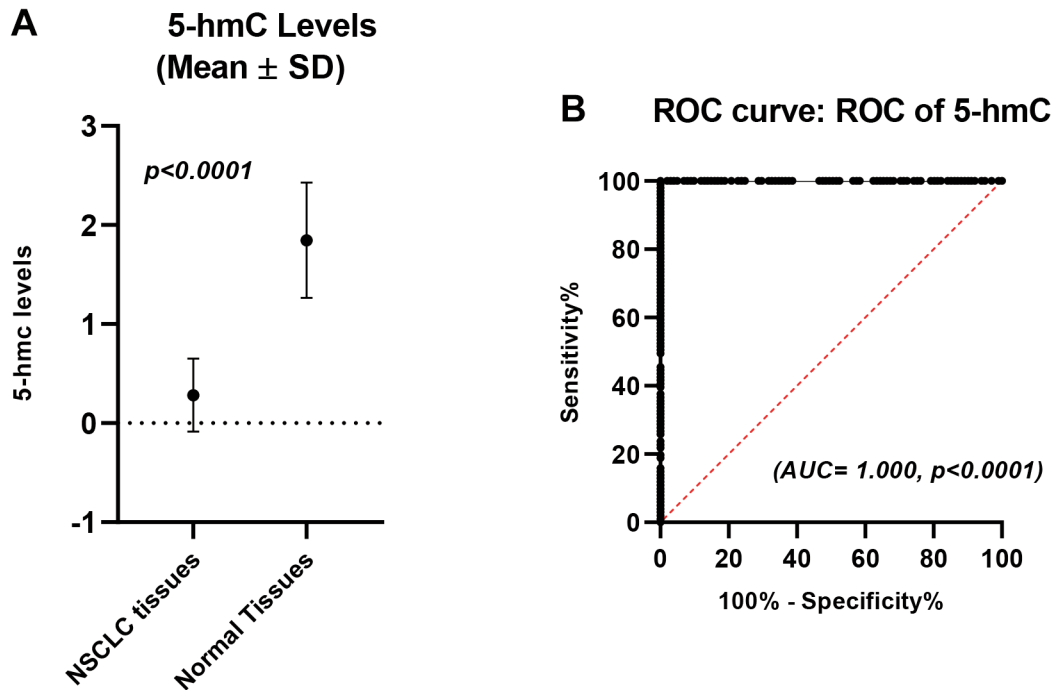 A
5-hmC Levels
(Mean ± SD)
3
2
1
0
-1
p<0.0001
5-hmc levels
NSCLC tissues
Normal Tissues
B
ROC curve: ROC of 5-hmC
100
80
60
40
20
0
Sensitivity%
(AUC= 1.000, p<0.0001)
0 20 40 60 80 100
100% - Specificity%